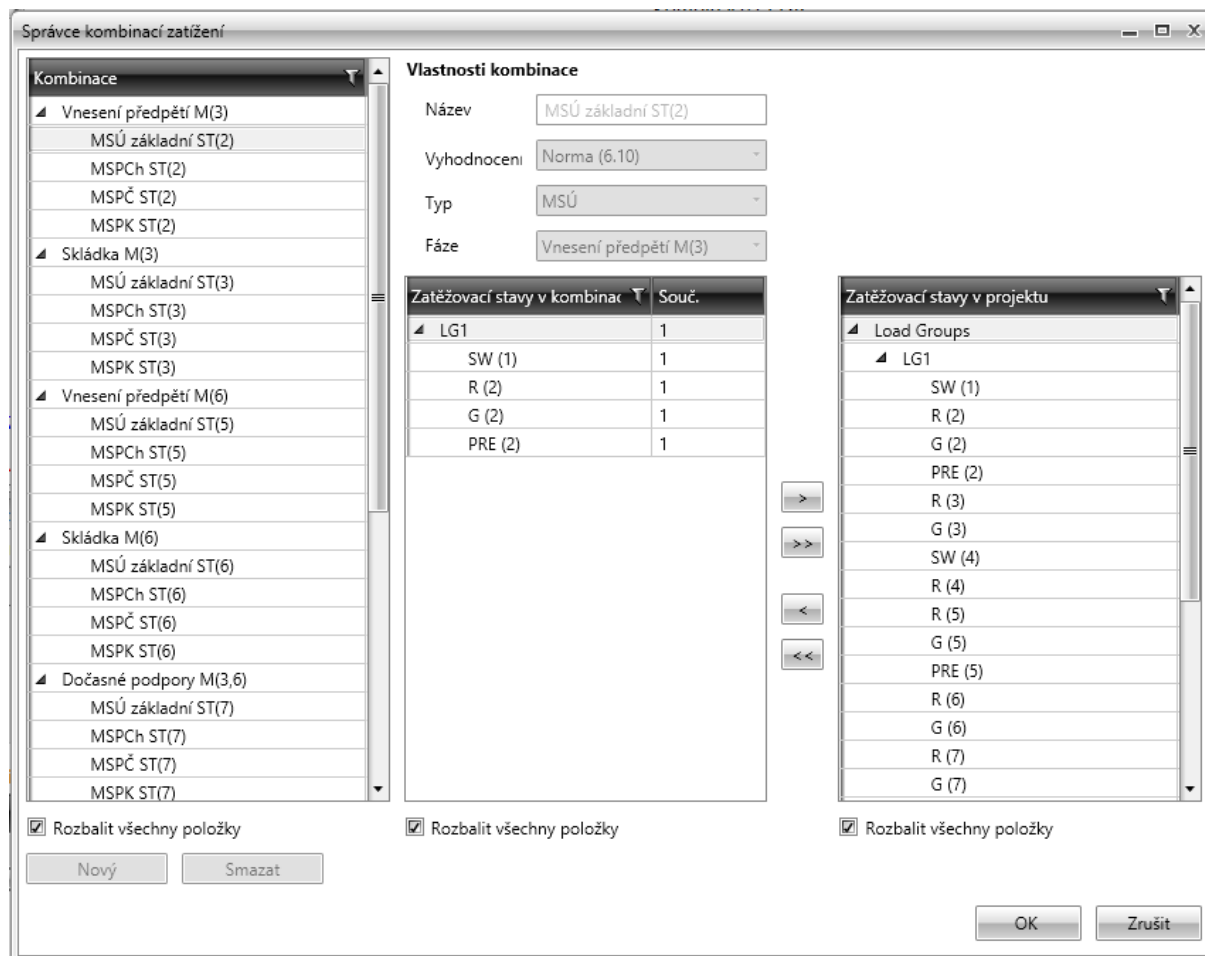 Správce kombinací zatížení
Kombinace
Vnesení předpětí M(3)
MSÚ základní ST(2)
MSPCh ST(2)
MSPČ ST(2)
MSPK ST(2)
Skládka M(3)
MSÚ základní ST(3)
MSPCh ST(3)
MSPČ ST(3)
MSPK ST(3)
Vnesení předpětí M(6)
MSÚ základní ST(5)
MSPCh ST(5)
MSPČ ST(5)
MSPK ST(5)
Skládka M(6)
MSÚ základní ST(6)
MSPCh ST(6)
MSPČ ST(6)
MSPK ST(6)
Dočasné podpory M(3,6)
MSÚ základní ST(7)
MSPCh ST(7)
MSPČ ST(7)
MSPK ST(7)
Rozbalit všechny položky
Nový Smazat
Vlastnosti kombinace
Název MSÚ základní ST(2)
Vyhodnocení Norma (6.10)
Typ MSÚ
Fáze Vnesení předpětí M(3)
Zatěžovací stavy v kombinac Souč.
LG1 1
SW (1) 1
R (2) 1
G (2) 1
PRE (2) 1
Rozbalit všechny položky
>
>>
<
<<
Zatěžovací stavy v projektu
Load Groups
LG1
SW (1)
R (2)
G (2)
PRE (2)
R (3)
G (3)
SW (4)
R (4)
R (5)
G (5)
PRE (5)
R (6)
G (6)
R (7)
G (7)
Rozbalit všechny položky
OK Zrušit